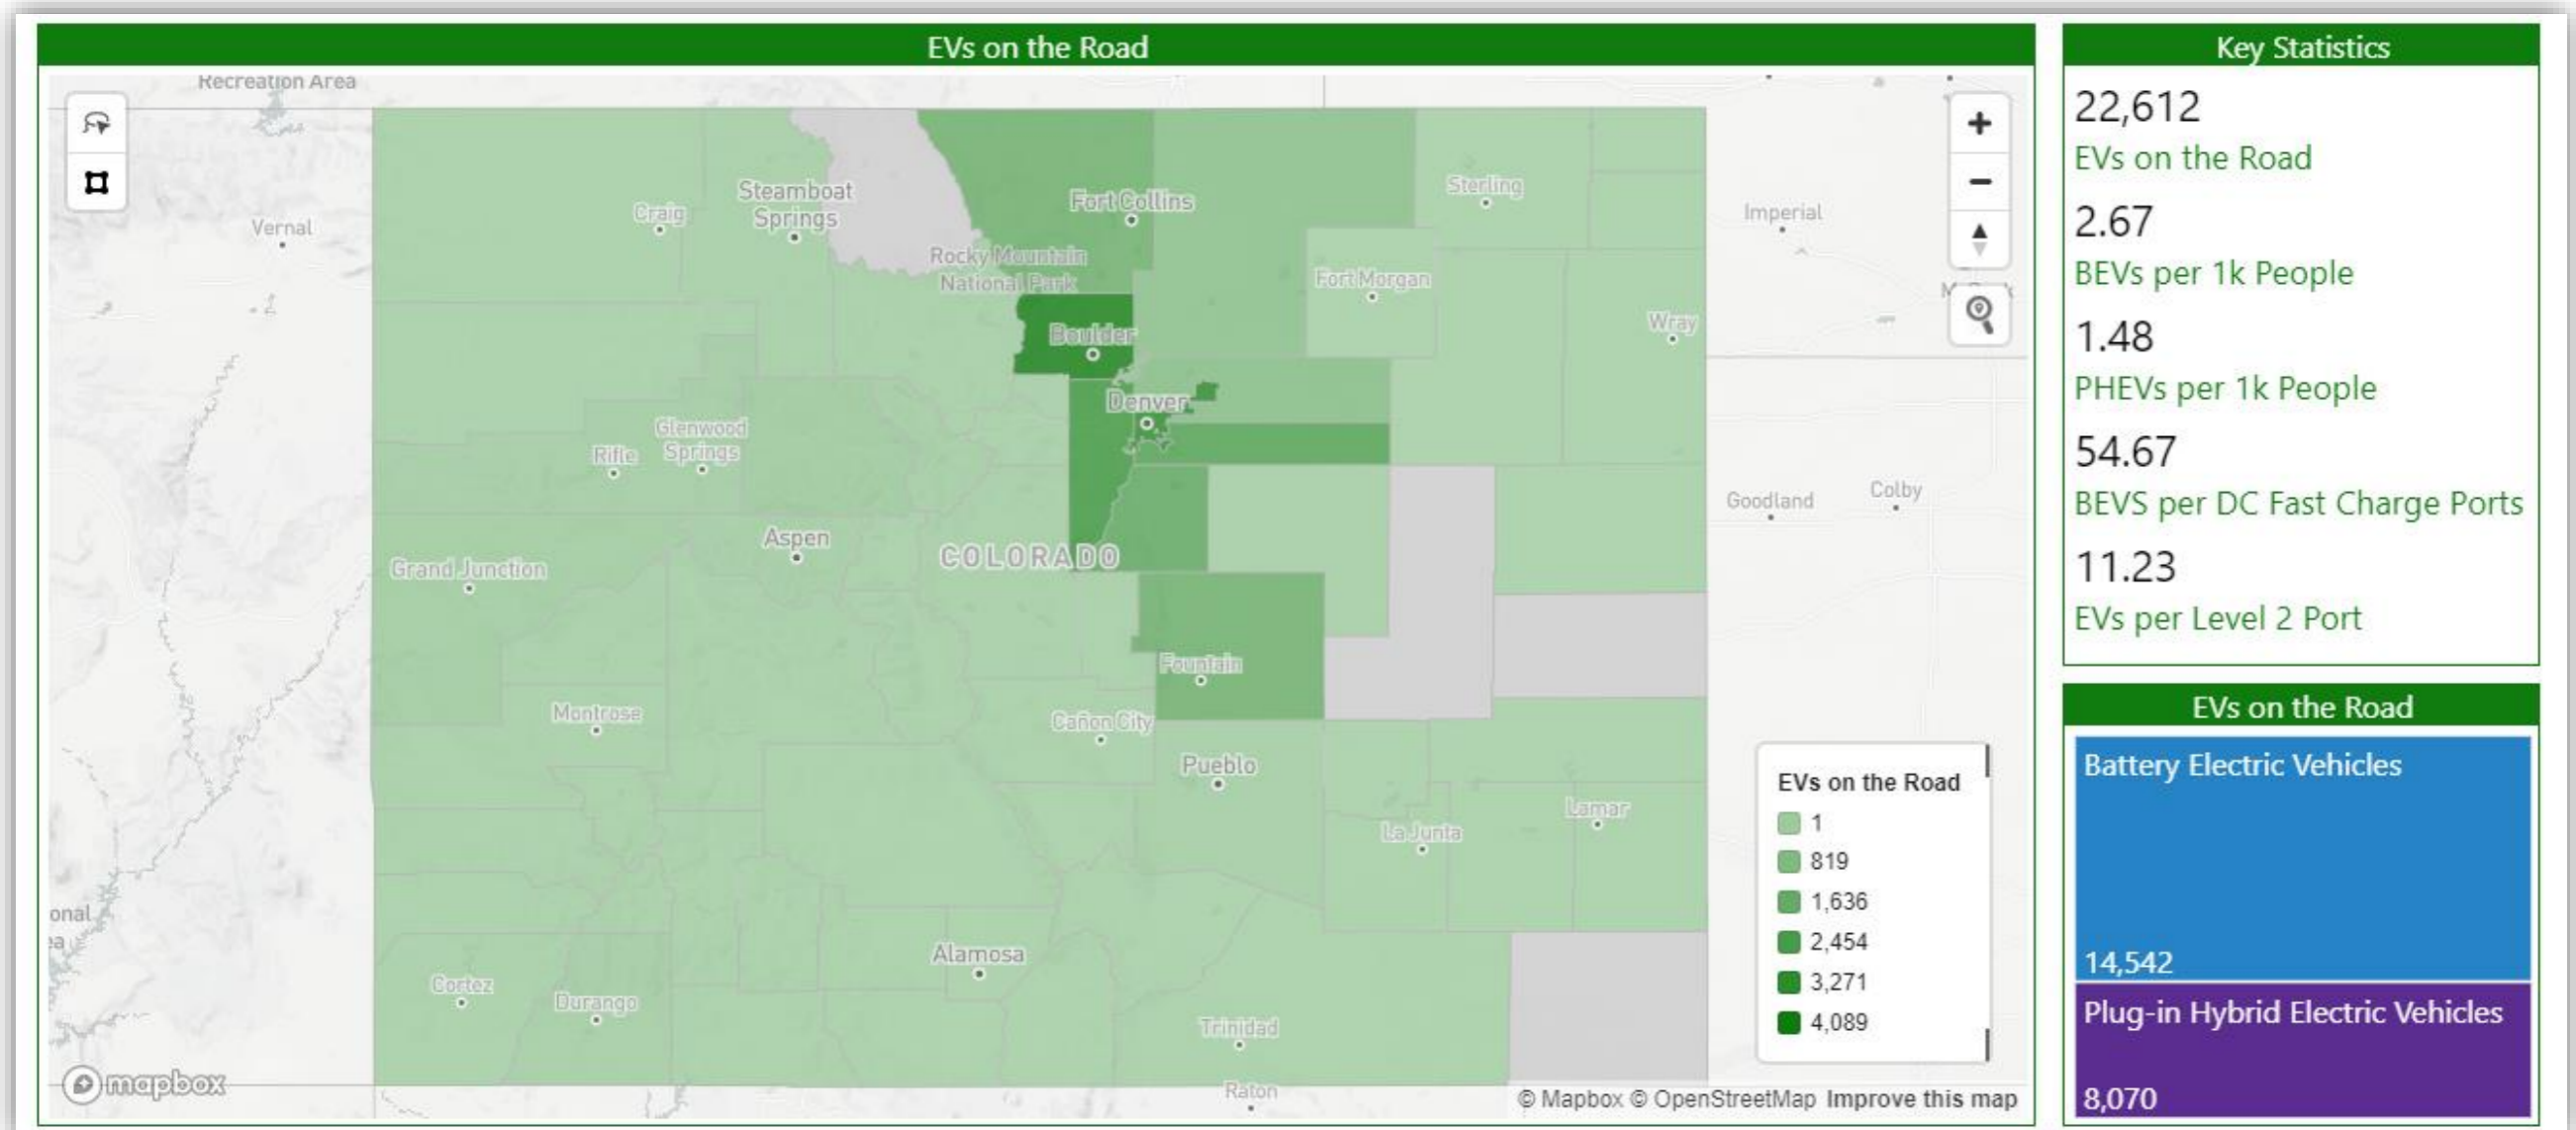 EVs on the Road
Recreation Area
Vernal
Craig
Steamboat
Springs
Fort Collins
Sterling
Imperial
Rocky Mountain
National Park
Fort Morgan
Boulder
Wray
Denver
Glenwood
Springs
Rifle
Goodland
Colby
Aspen
COLORADO
Grand Junction
Fountain
Montrose
Cañon City
Pueblo
La Junta
Lamar
onal
ea
Alamosa
Cortez
Durango
Trinidad
Raton
mapbox
EVs on the Road
1
819
1,636
2,454
3,271
4,089
© Mapbox © OpenStreetMap Improve this map
Key Statistics
22,612
EVs on the Road
2.67
BEVs per 1k People
1.48
PHEVs per 1k People
54.67
BEVS per DC Fast Charge Ports
11.23
EVs per Level 2 Port
EVs on the Road
Battery Electric Vehicles
14,542
Plug-in Hybrid Electric Vehicles
8,070